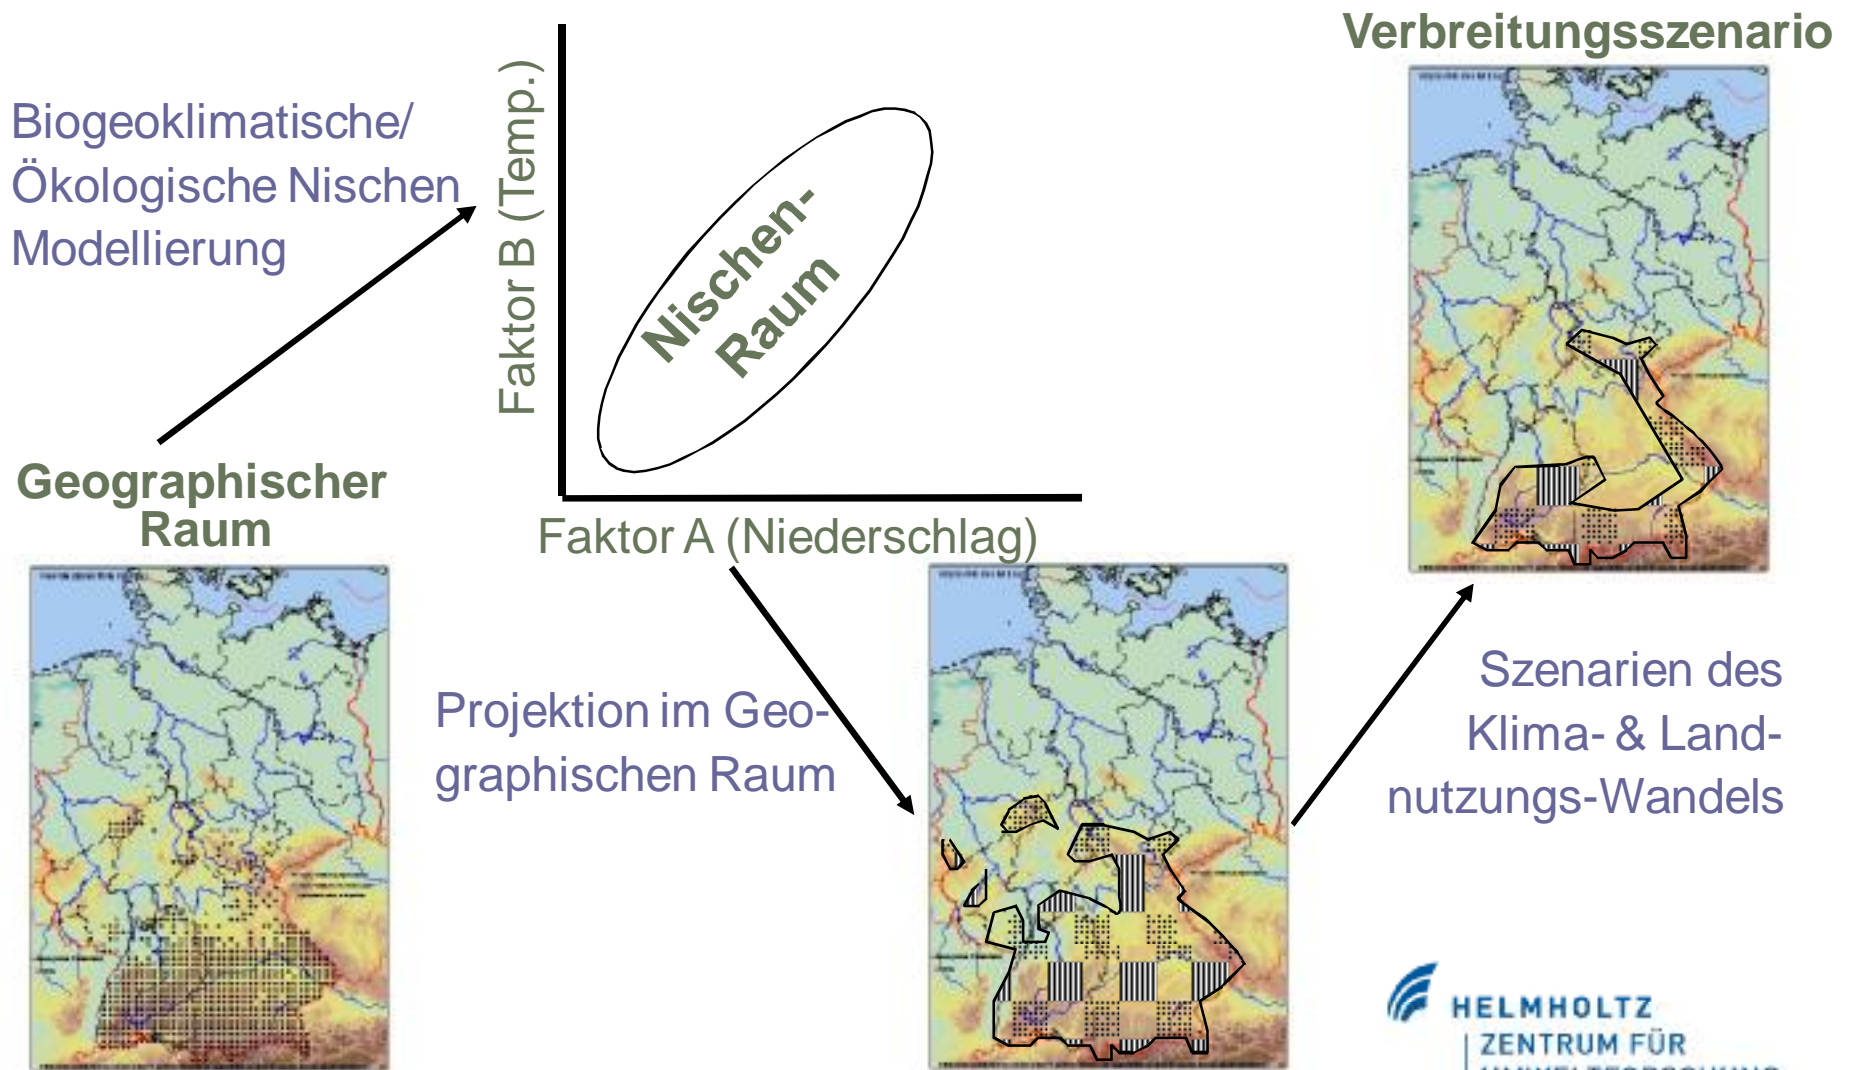 Verbreitungsszenario
Biogeoklimatische/
Ökologische Nischen
Modellierung
Faktor B (Temp.)
Nischen-
Raum
Geographischer
Raum
Faktor A (Niederschlag)
Projektion im Geo-
graphischen Raum
Szenarien des
Klima- & Land-
nutzungs-Wandels
HELMHOLTZ
ZENTRUM FÜR
UMWELTFORSCHUNG